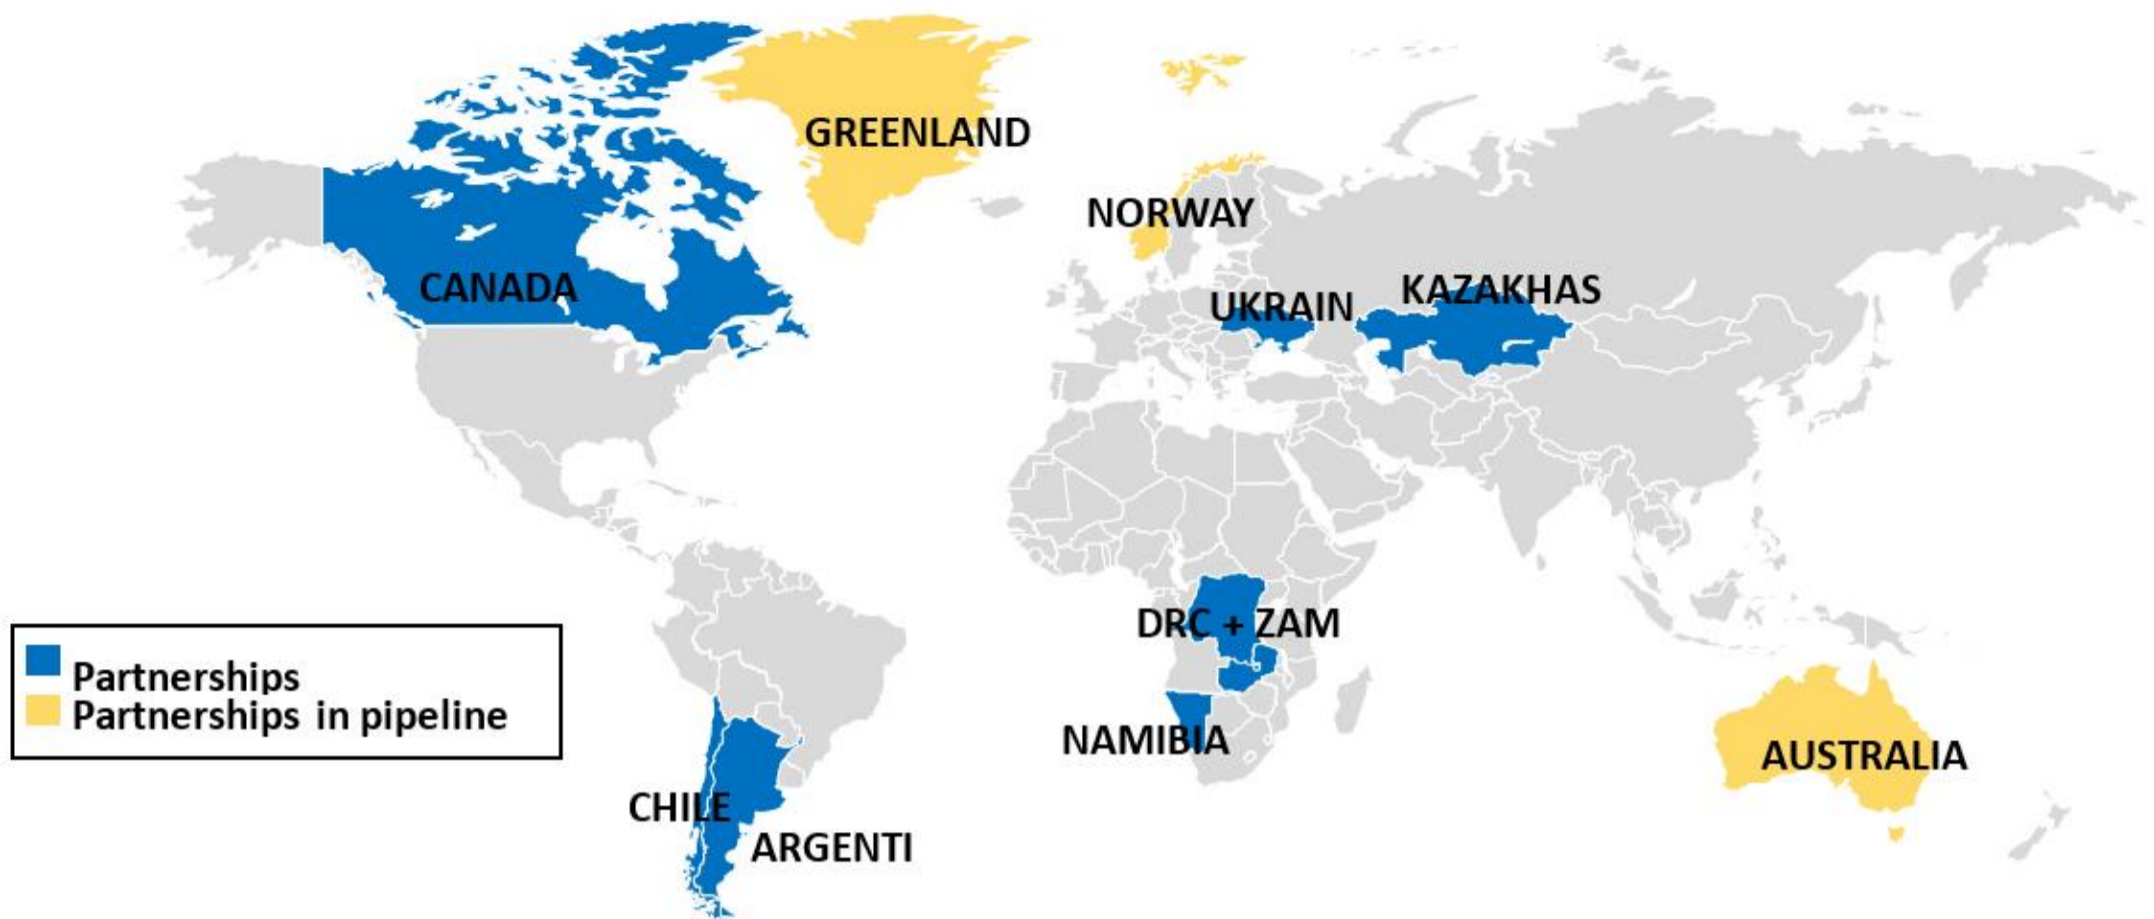 GREENLAND
NORWAY
CANADA
UKRAIN
KAZAKHAS
DRC + ZAM
Partnerships
Partnerships in pipeline
NAMIBIA
AUSTRALIA
CHILE
ARGENTI